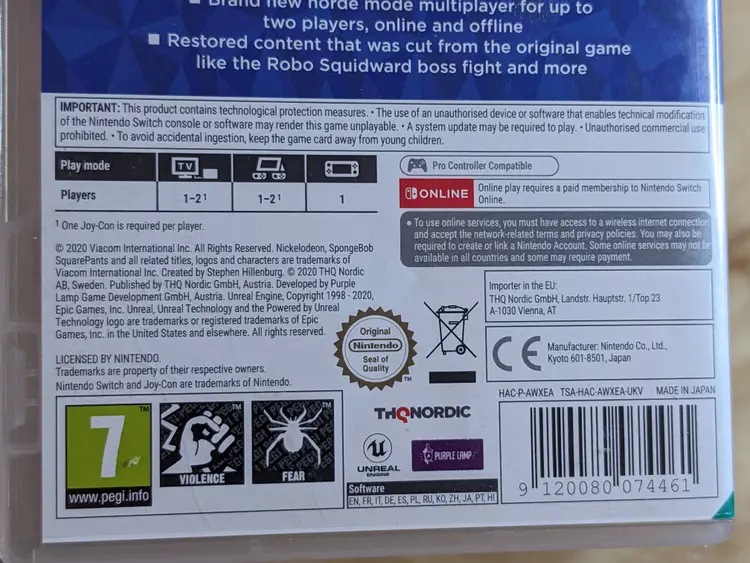 ■ Brand new horde mode multiplayer for up to
two players, online and offline
■ Restored content that was cut from the original game
like the Robo Squidward boss fight and more
IMPORTANT: This product contains technological protection measures. • The use of an unauthorised device or software that enables technical modification
of the Nintendo Switch console or software may render this game unplayable. • A system update may be required to play. • Unauthorised commercial use
prohibited. • To avoid accidental ingestion, keep the game card away from young children.
Play mode
TV
Players
1-2¹
1-2¹
1
¹ One Joy-Con is required per player.
Pro Controller Compatible
ONLINE
Online play requires a paid membership to Nintendo Switch
Online.
• To use online services, you must have access to a wireless internet connection
and accept the network-related terms and privacy policies. You may also be
required to create or link a Nintendo Account. Some online services may not be
available in all countries and some may require payment.
© 2020 Viacom International Inc. All Rights Reserved. Nickelodeon, SpongeBob
SquarePants and all related titles, logos and characters are trademarks of
Viacom International Inc. Created by Stephen Hillenburg. © 2020 THQ Nordic
AB, Sweden. Published by THQ Nordic GmbH, Austria. Developed by Purple
Lamp Game Development GmbH, Austria. Unreal Engine, Copyright 1998 - 2020,
Epic Games, Inc. Unreal, Unreal Technology and the Powered by Unreal
Technology logo are trademarks or registered trademarks of Epic
Games, Inc. in the United States and elsewhere. All rights reserved.
LICENSED BY NINTENDO.
Trademarks are property of their respective owners.
Nintendo Switch and Joy-Con are trademarks of Nintendo.
Original
Nintendo
Seal of
Quality
TM
Importer in the EU:
THQ Nordic GmbH, Landstr. Hauptstr. 1/Top 23
A-1030 Vienna, AT
CE
Manufacturer: Nintendo Co., Ltd.,
Kyoto 601-8501, Japan
HAC-P-AWXEA TSA-HAC-AWXEA-UKV MADE IN JAPAN
7
TM
www.pegi.info
TM
VIOLENCE
TM
FEAR
THQNORDIC
UNREAL
ENGINE
PURPLE LAMP
Software
EN, FR, IT, DE, ES, PL, RU, KO, ZH, JA, PT, HI
9 120080 074461